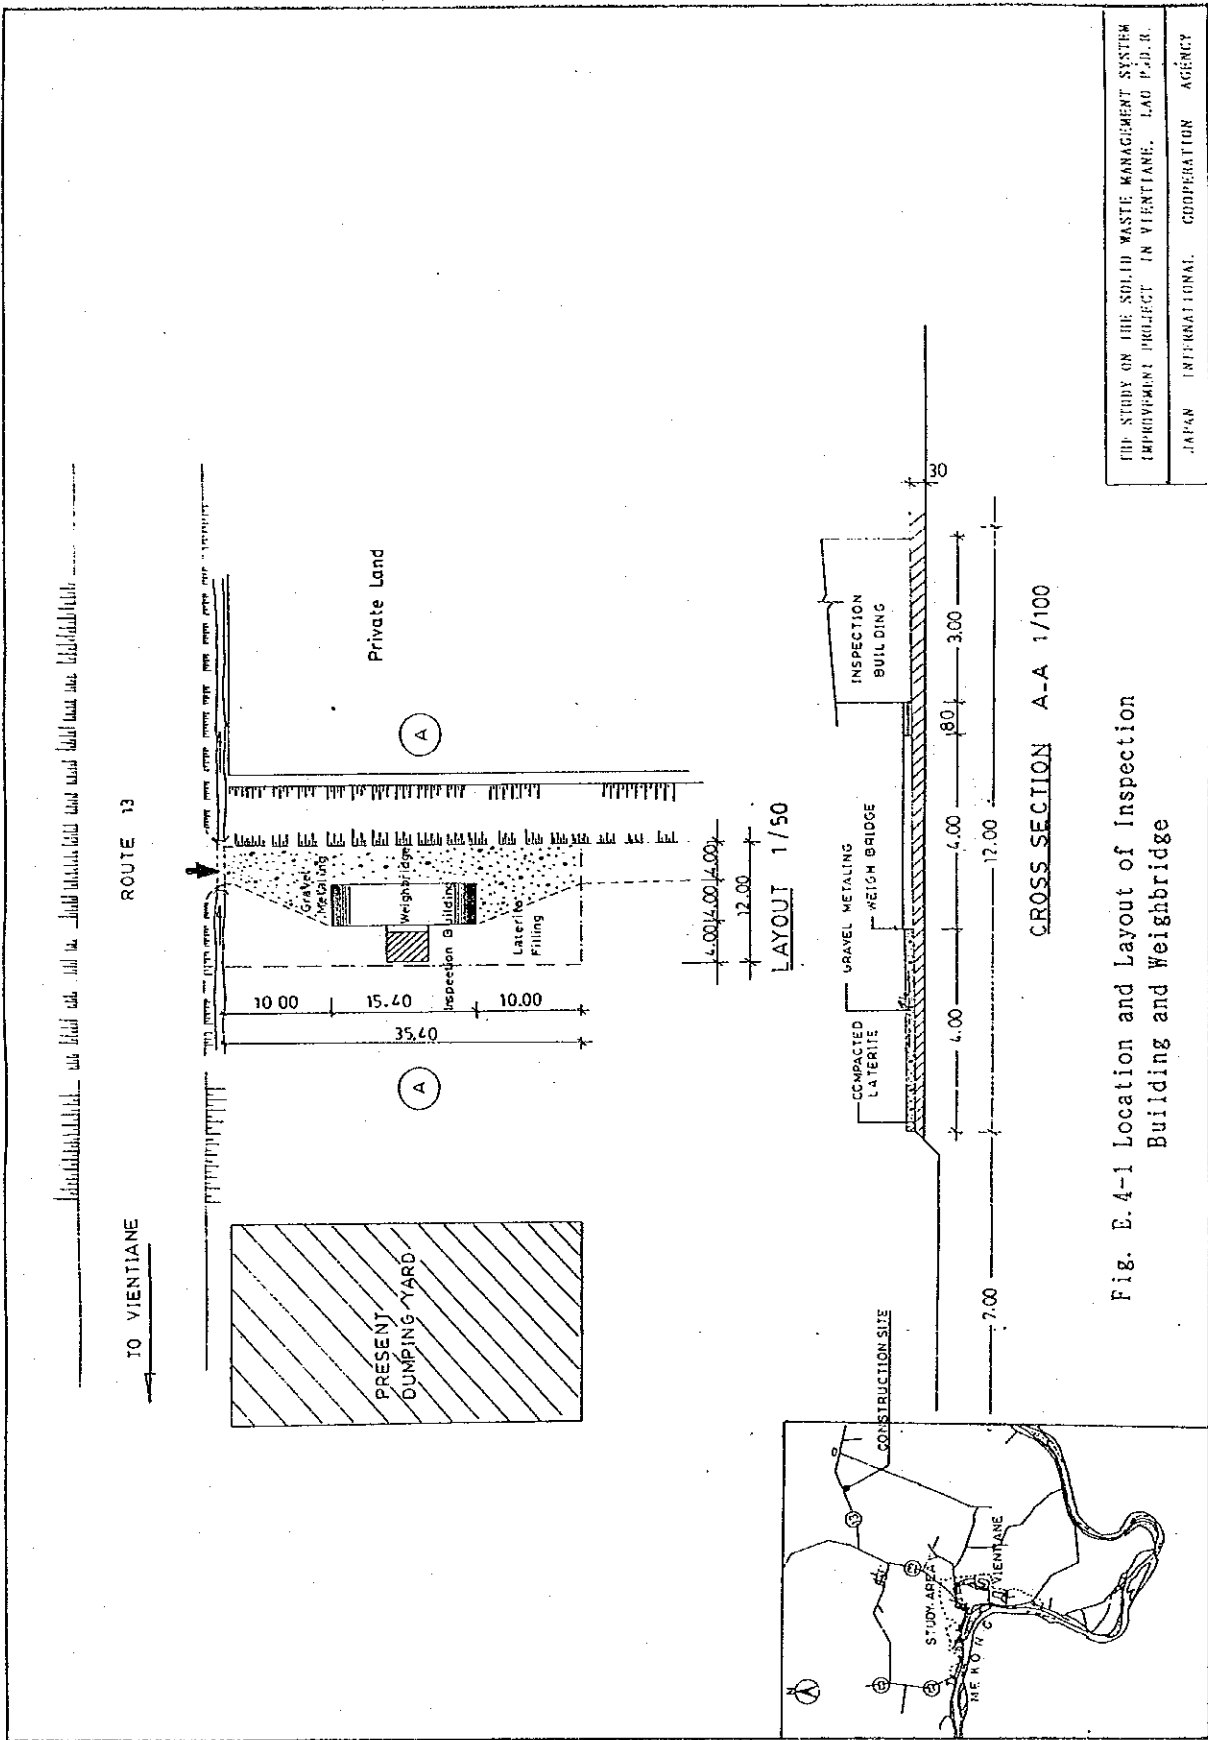 TO VIENTIANE
ROUTE 13
PRESENT
DUMPING YARD
Private Land
A
A
Gravel
Metaling
Weighbridge
Inspection Building
Laterite
Filling
10 00
15.40
10.00
35.40
4.00
4.00
4.00
12.00
LAYOUT 1/50
INSPECTION
BUILDING
GRAVEL METALING
WEIGH BRIDGE
COMPACTED
LATERITE
30
4.00
4.00
80
3.00
7.00
12.00
CROSS SECTION A-A 1/100
CONSTRUCTION SITE
N
13
STUDY AREA
VIENTIANE
MEKONG
Fig. E.4-1 Location and Layout of Inspection
Building and Weighbridge
THE STUDY ON THE SOLID WASTE MANAGEMENT SYSTEM
IMPROVEMENT PROJECT IN VIENTIANE, LAO P.D.R.
JAPAN INTERNATIONAL COOPERATION AGENCY